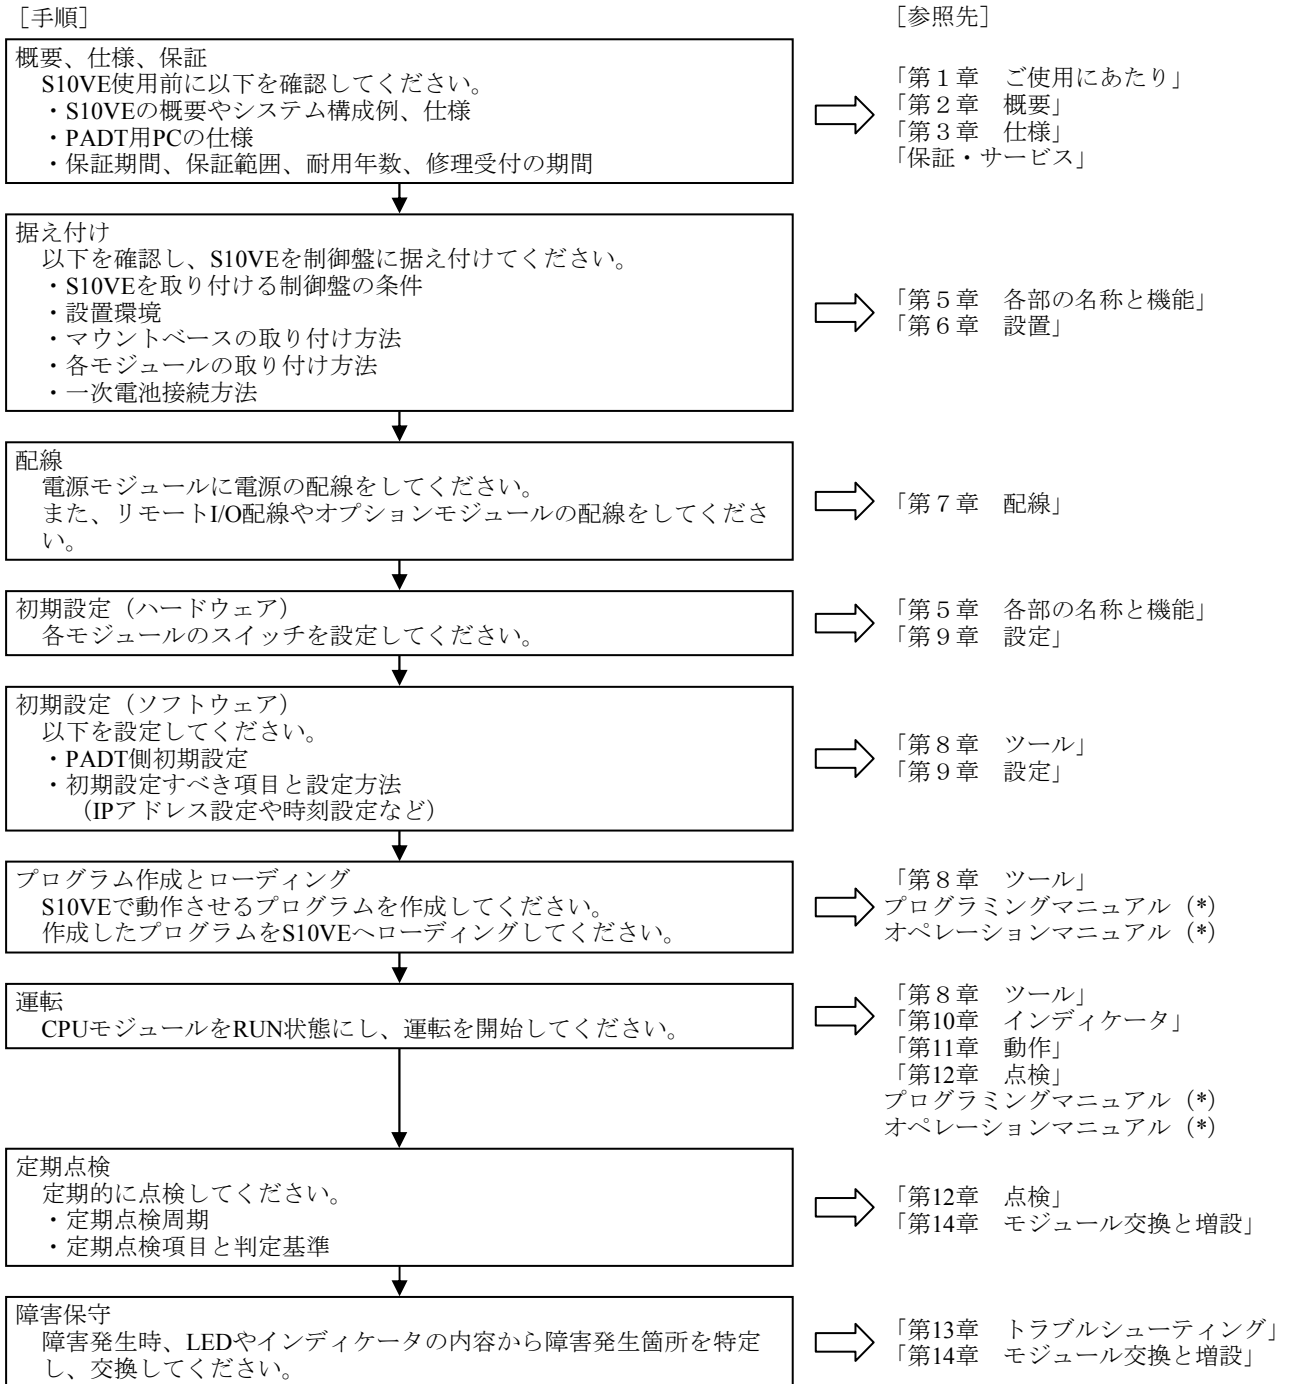 ［手順］
［参照先］
概要、仕様、保証
S10VE使用前に以下を確認してください。
・S10VEの概要やシステム構成例、仕様
・PADT用PCの仕様
・保証期間、保証範囲、耐用年数、修理受付の期間
「第１章　ご使用にあたり」
「第２章　概要」
「第３章　仕様」
「保証・サービス」
据え付け
以下を確認し、S10VEを制御盤に据え付けてください。
・S10VEを取り付ける制御盤の条件
・設置環境
・マウントベースの取り付け方法
・各モジュールの取り付け方法
・一次電池接続方法
「第５章　各部の名称と機能」
「第６章　設置」
配線
電源モジュールに電源の配線をしてください。
また、リモートI/O配線やオプションモジュールの配線をしてくださ
い。
「第７章　配線」
初期設定（ハードウェア）
各モジュールのスイッチを設定してください。
「第５章　各部の名称と機能」
「第９章　設定」
初期設定（ソフトウェア）
以下を設定してください。
・PADT側初期設定
・初期設定すべき項目と設定方法
（IPアドレス設定や時刻設定など）
「第８章　ツール」
「第９章　設定」
プログラム作成とローディング
S10VEで動作させるプログラムを作成してください。
作成したプログラムをS10VEへローディングしてください。
「第８章　ツール」
プログラミングマニュアル（*）
オペレーションマニュアル（*）
運転
CPUモジュールをRUN状態にし、運転を開始してください。
「第８章　ツール」
「第10章　インディケータ」
「第11章　動作」
「第12章　点検」
プログラミングマニュアル（*）
オペレーションマニュアル（*）
定期点検
定期的に点検してください。
・定期点検周期
・定期点検項目と判定基準
「第12章　点検」
「第14章　モジュール交換と増設」
障害保守
障害発生時、LEDやインディケータの内容から障害発生箇所を特定
し、交換してください。
「第13章　トラブルシューティング」
「第14章　モジュール交換と増設」